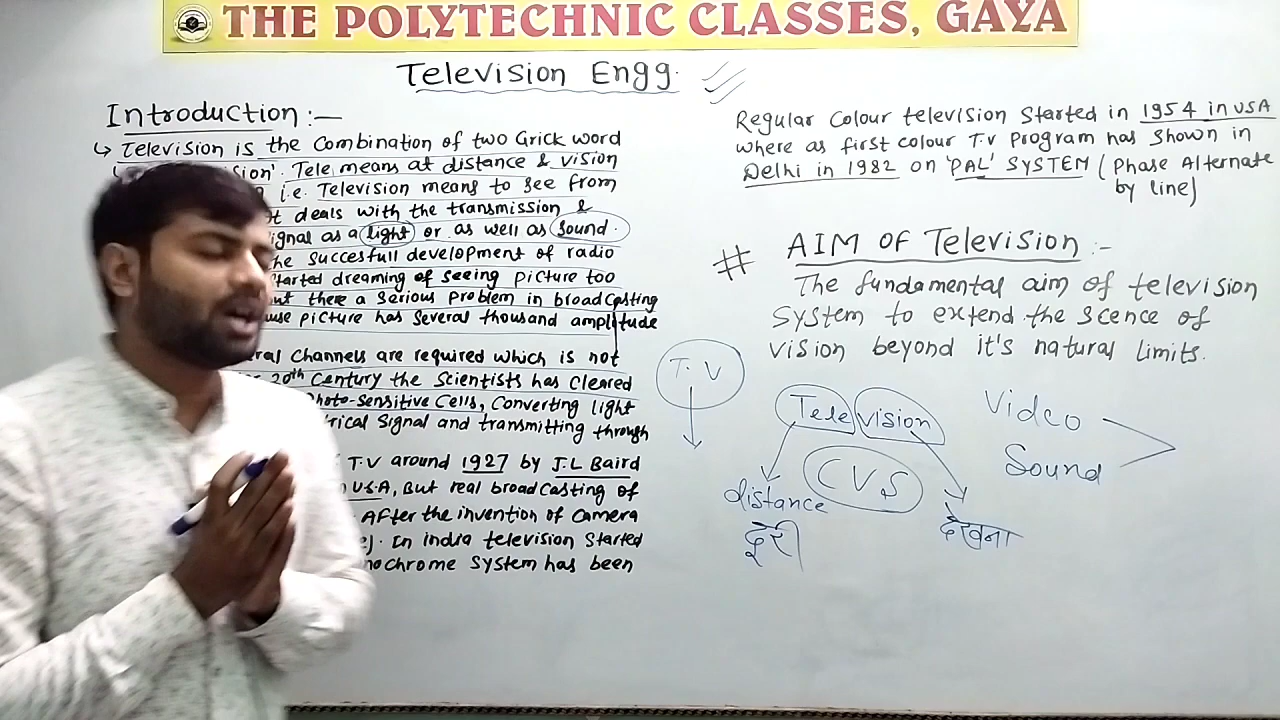 THE POLYTECHNIC CLASSES, GAYA
Television Engg.
Introduction :-
↳ Television is the Combination of two Grick word
sion'. Tele means at distance & vision
i.e. Television means to see from
t deals with the transmission &
ignal as a light or as well as sound.
he succesfull development of radio
tarted dreaming of seeing picture too
ut there a serious problem in broadcasting
use picture has several thousand amplitude
ral channels are required which is not
20th Century the Scientists has cleared
Photo-sensitive Cells, Converting light
trical signal and transmitting through
T.V around 1927 by J.L Baird
U.S.A, But real broadcasting of
After the invention of Camera
e). In india television started
nochrome system has been
Regular Colour television Started in 1954 in USA
where as first colour T.v program has shown in
Delhi in 1982 on 'PAL' SYSTEM (Phase Alternate
by line)
# AIM OF Television :-
The fundamental aim of television
System to extend the scence of
vision beyond it's natural limits.
T. V
Television
Video
Sound
CVS
distance
दूरी
देखना